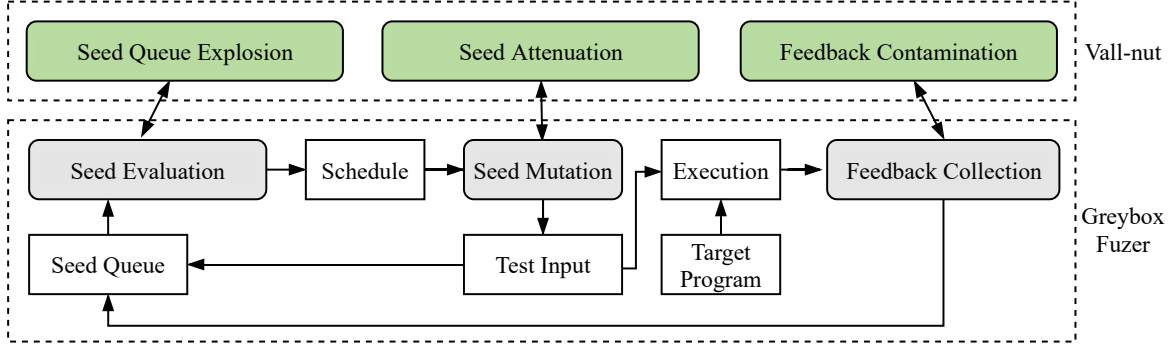 Seed Queue Explosion
Seed Attenuation
Feedback Contamination
Vall-nut
Seed Evaluation
Schedule
Seed Mutation
Execution
Feedback Collection
Greybox
Fuzer
Seed Queue
Test Input
Target
Program